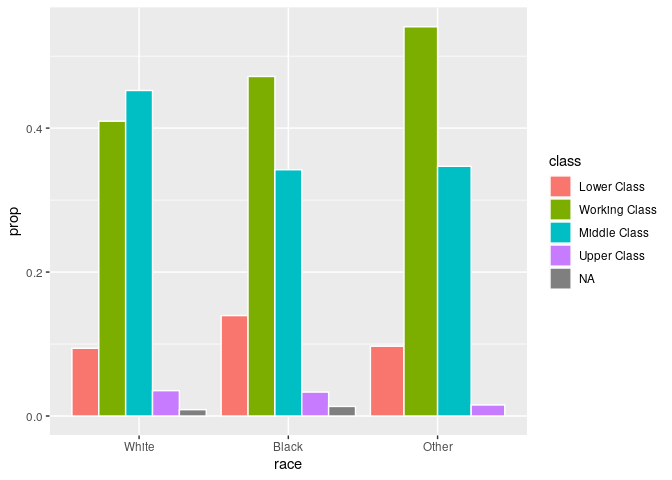 prop
0.4
0.2
0.0
White Black Other
race
class
Lower Class
Working Class
Middle Class
Upper Class
NA